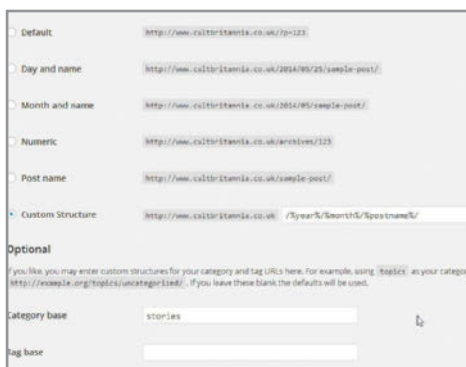 Default http://www.cultbritannia.co.uk/?p=123
Day and name http://www.cultbritannia.co.uk/2014/05/25/sample-post/
Month and name http://www.cultbritannia.co.uk/2014/05/sample-post/
Numeric http://www.cultbritannia.co.uk/archives/123
Post name http://www.cultbritannia.co.uk/sample-post/
Custom Structure http://www.cultbritannia.co.uk /%year%/%month%/%postname%/
Optional
If you like, you may enter custom structures for your category and tag URLs here. For example, using topics as your categor
http://example.org/topics/uncategorized/ . If you leave these blank the defaults will be used.
Category base stories
Tag base